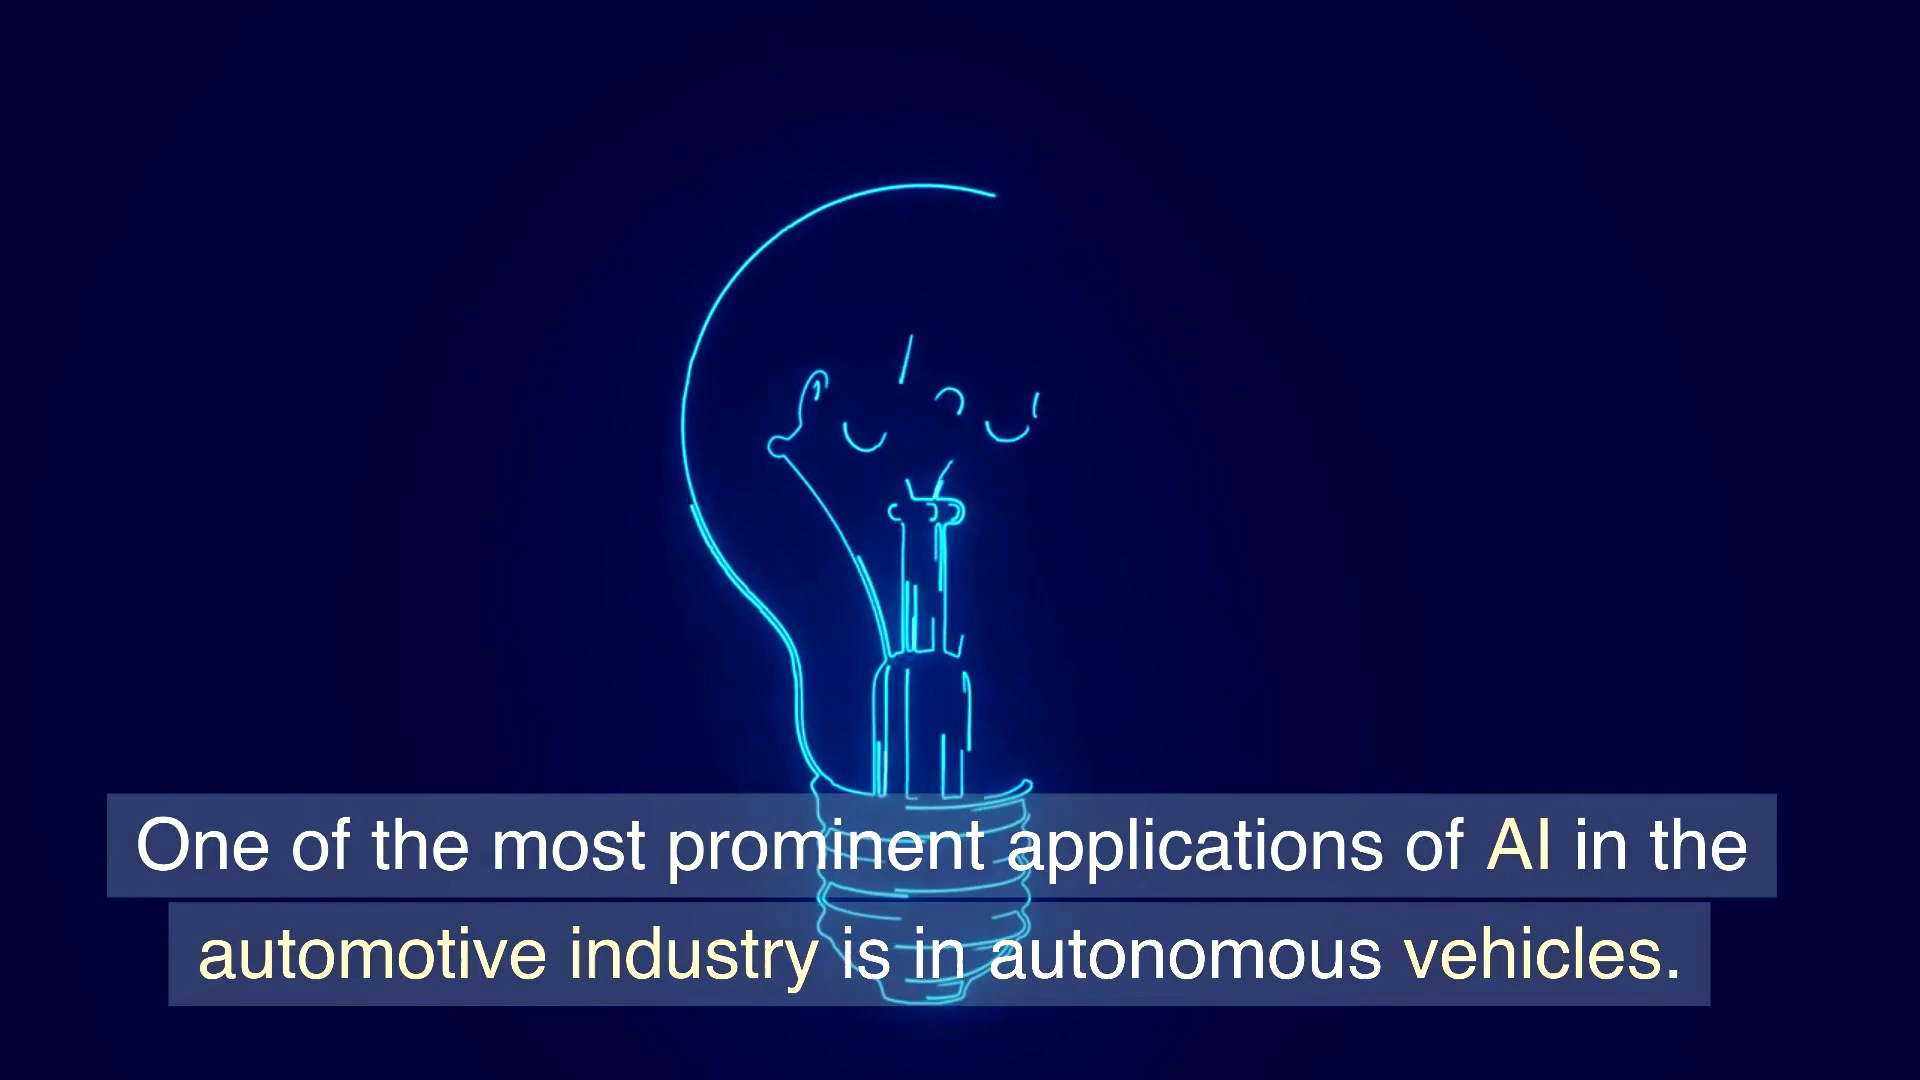 One of the most prominent applications of AI in the
automotive industry is in autonomous vehicles.